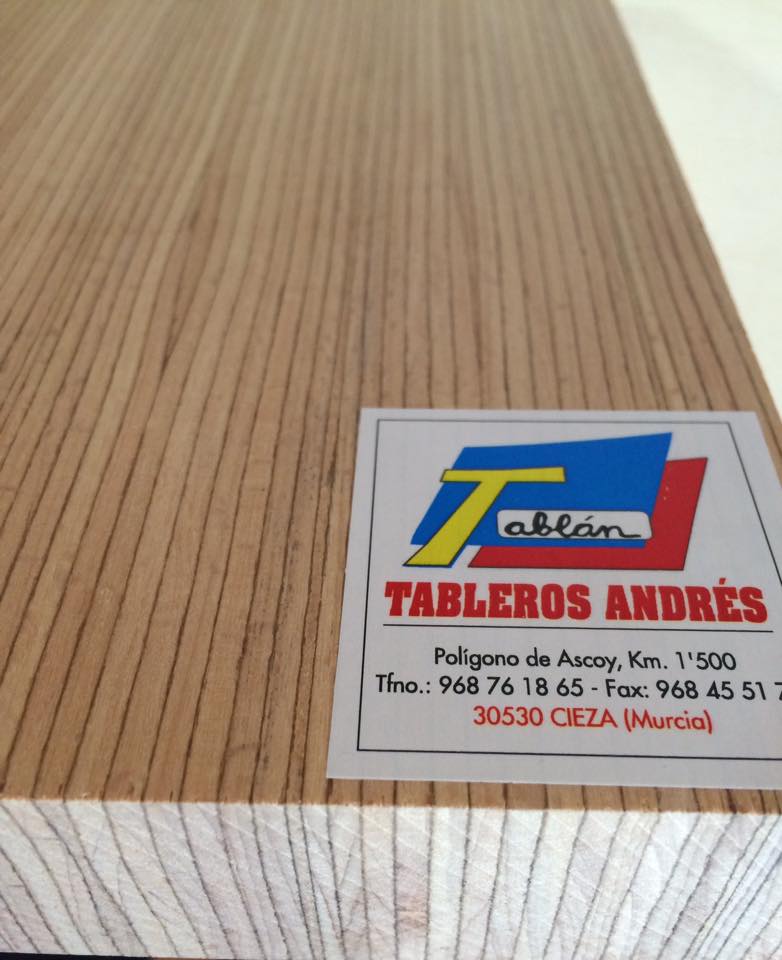 Tablán
TABLEROS ANDRÉS
Polígono de Ascoy, Km. 1'500
Tfno.: 968 76 18 65 - Fax: 968 45 51
30530 CIEZA (Murcia)